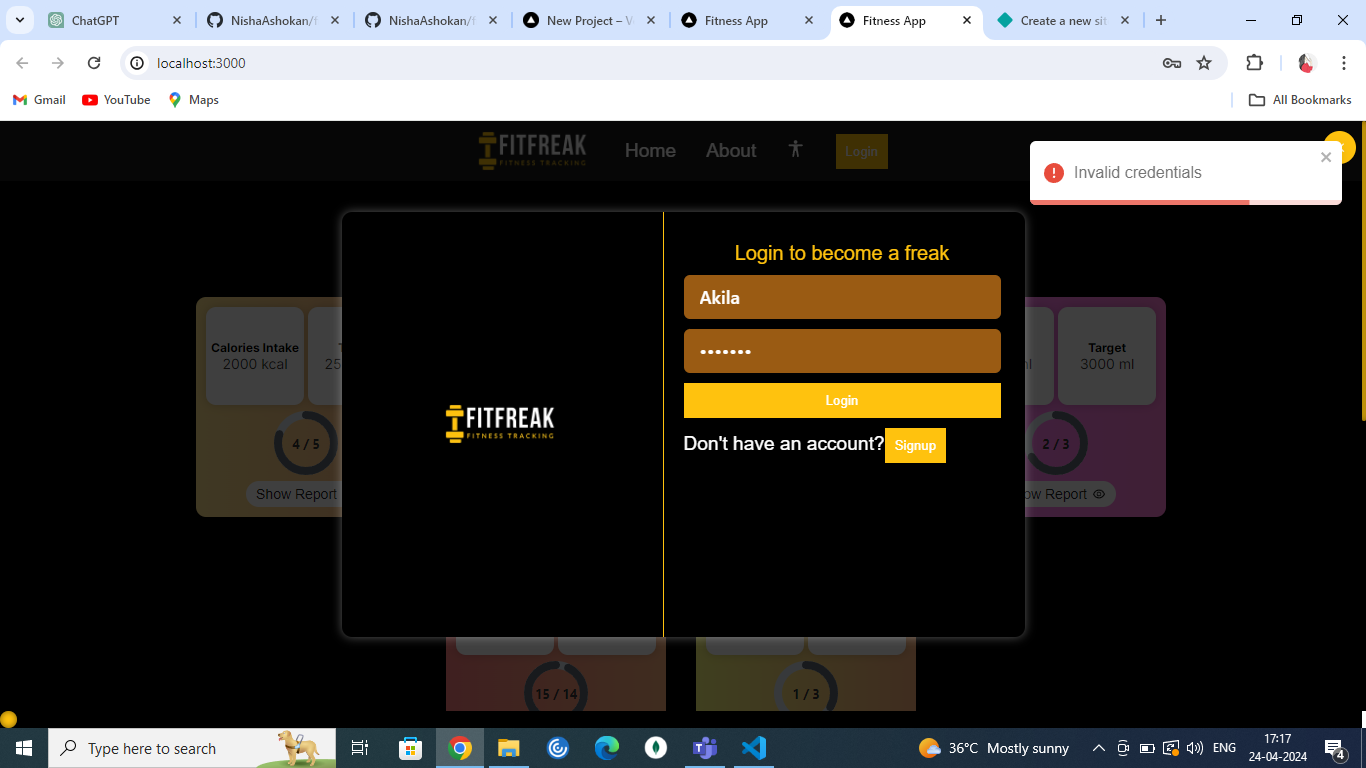 ChatGPT
NishaAshokan/f
NishaAshokan/f
New Project – V
Fitness App
Fitness App
Create a new sit
localhost:3000
Gmail
YouTube
Maps
All Bookmarks
FITFREAK
FITNESS TRACKING
Home
About
Login
Invalid credentials
Login to become a freak
Akila
•••••••
Login
Don't have an account?
Signup
FITFREAK
FITNESS TRACKING
Calories Intake
2000 kcal
4 / 5
Show Report
Target
3000 ml
2 / 3
15 / 14
1 / 3
Type here to search
36°C Mostly sunny
ENG
17:17
24-04-2024
4